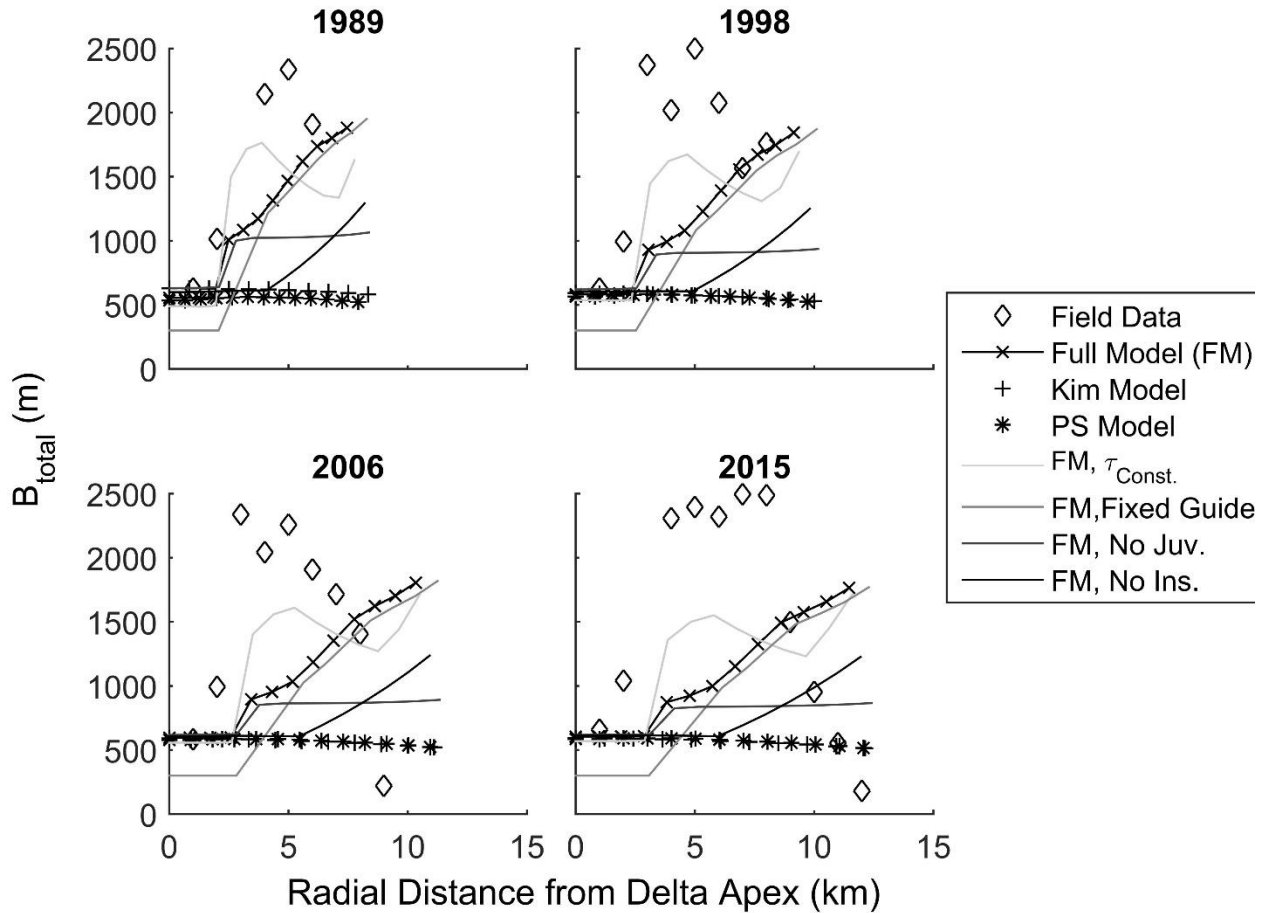 1989
1998
2500
2000
1500
1000
500
0
2006
2015
2500
2000
1500
1000
500
0
0 5 10 15
0 5 10 15
B_total (m)
Radial Distance from Delta Apex (km)
Field Data
Full Model (FM)
Kim Model
PS Model
FM, τ_Const.
FM,Fixed Guide
FM, No Juv.
FM, No Ins.